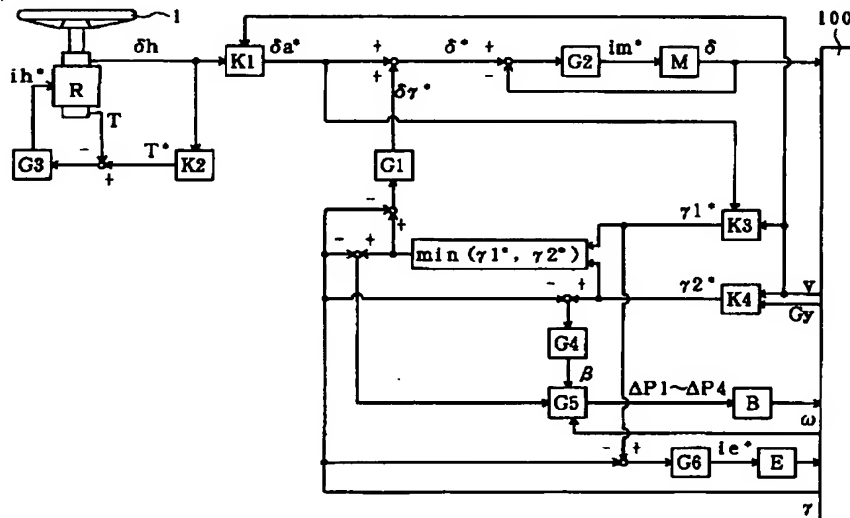 1
100
δh
K1
δa*
+
+
δ*
+
-
G2
im*
M
δ
ih*
R
T
δγ*
G3
-
+
T*
K2
G1
γ1*
K3
-
+
-
+
min (γ1*, γ2*)
-
+
γ2*
K4
V
Gy
G4
β
G5
ΔP1~ΔP4
B
ω
-
+
G6
ie*
E
γ